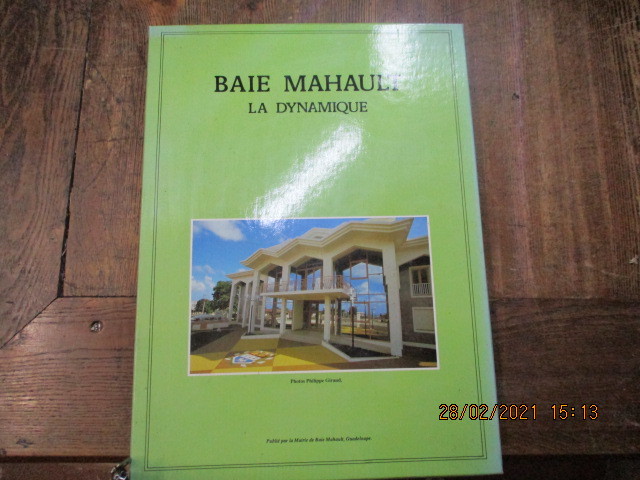 BAIE MAHAULT
LA DYNAMIQUE
Photos Philippe Giraud.
Publié par la Mairie de Baie Mahault, Guadeloupe
28/02/2021 15:13